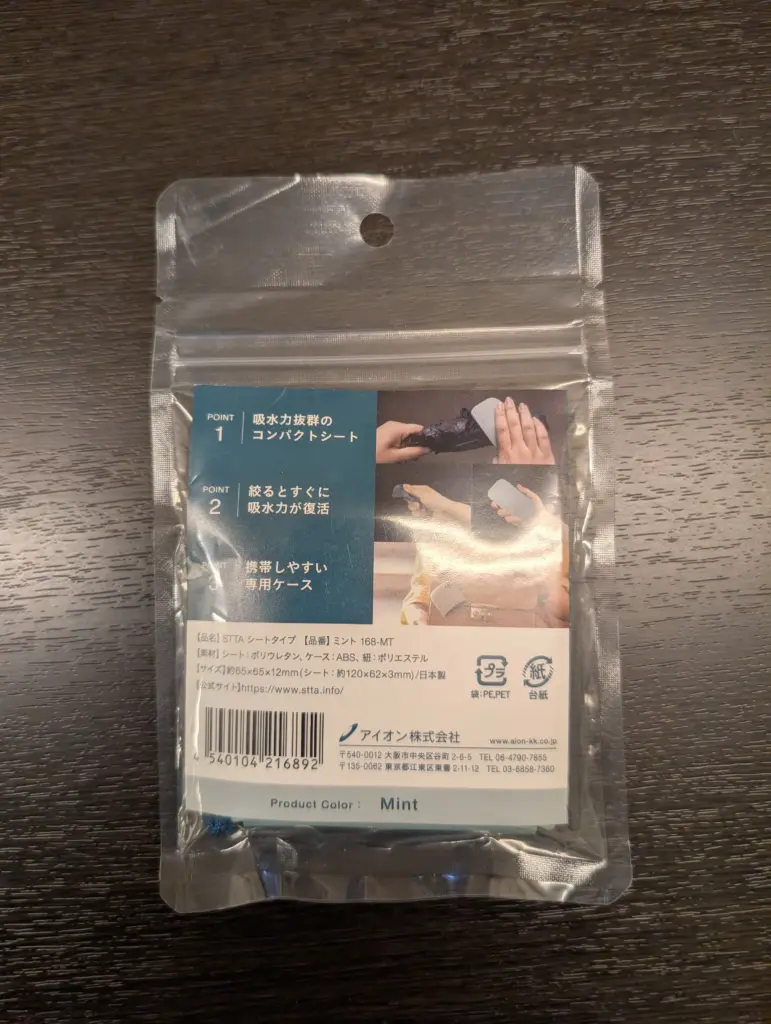 POINT
1
吸水力抜群の
コンパクトシート
POINT
2
絞るとすぐに
吸水力が復活
POINT
3
携帯しやすい
専用ケース
【品名】STTA シートタイプ 【品番】ミント 168-MT
【素材】シート:ポリウレタン、ケース:ABS、紐:ポリエステル
【サイズ】約65×65×12mm(シート:約120×62×3mm)/日本製
【公式サイト】https://www.stta.info/
プラ
袋:PE,PET
紙
台紙
4 540104 216892
アイオン株式会社
www.aion-kk.co.jp
〒540-0012 大阪市中央区谷町 2-6-5 TEL 06-4790-7855
〒135-0062 東京都江東区東雲 2-11-12 TEL 03-6858-7360
Product Color : Mint